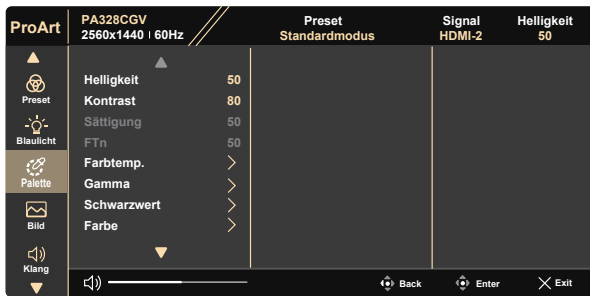 ProArt
PA328CGV
2560x1440 60Hz
Preset
Standardmodus
Signal
HDMI-2
Helligkeit
50
Preset
Blaulicht
Palette
Bild
Klang
Helligkeit 50
Kontrast 80
Sättigung 50
FTn 50
Farbtemp.
Gamma
Schwarzwert
Farbe
Back
Enter
Exit